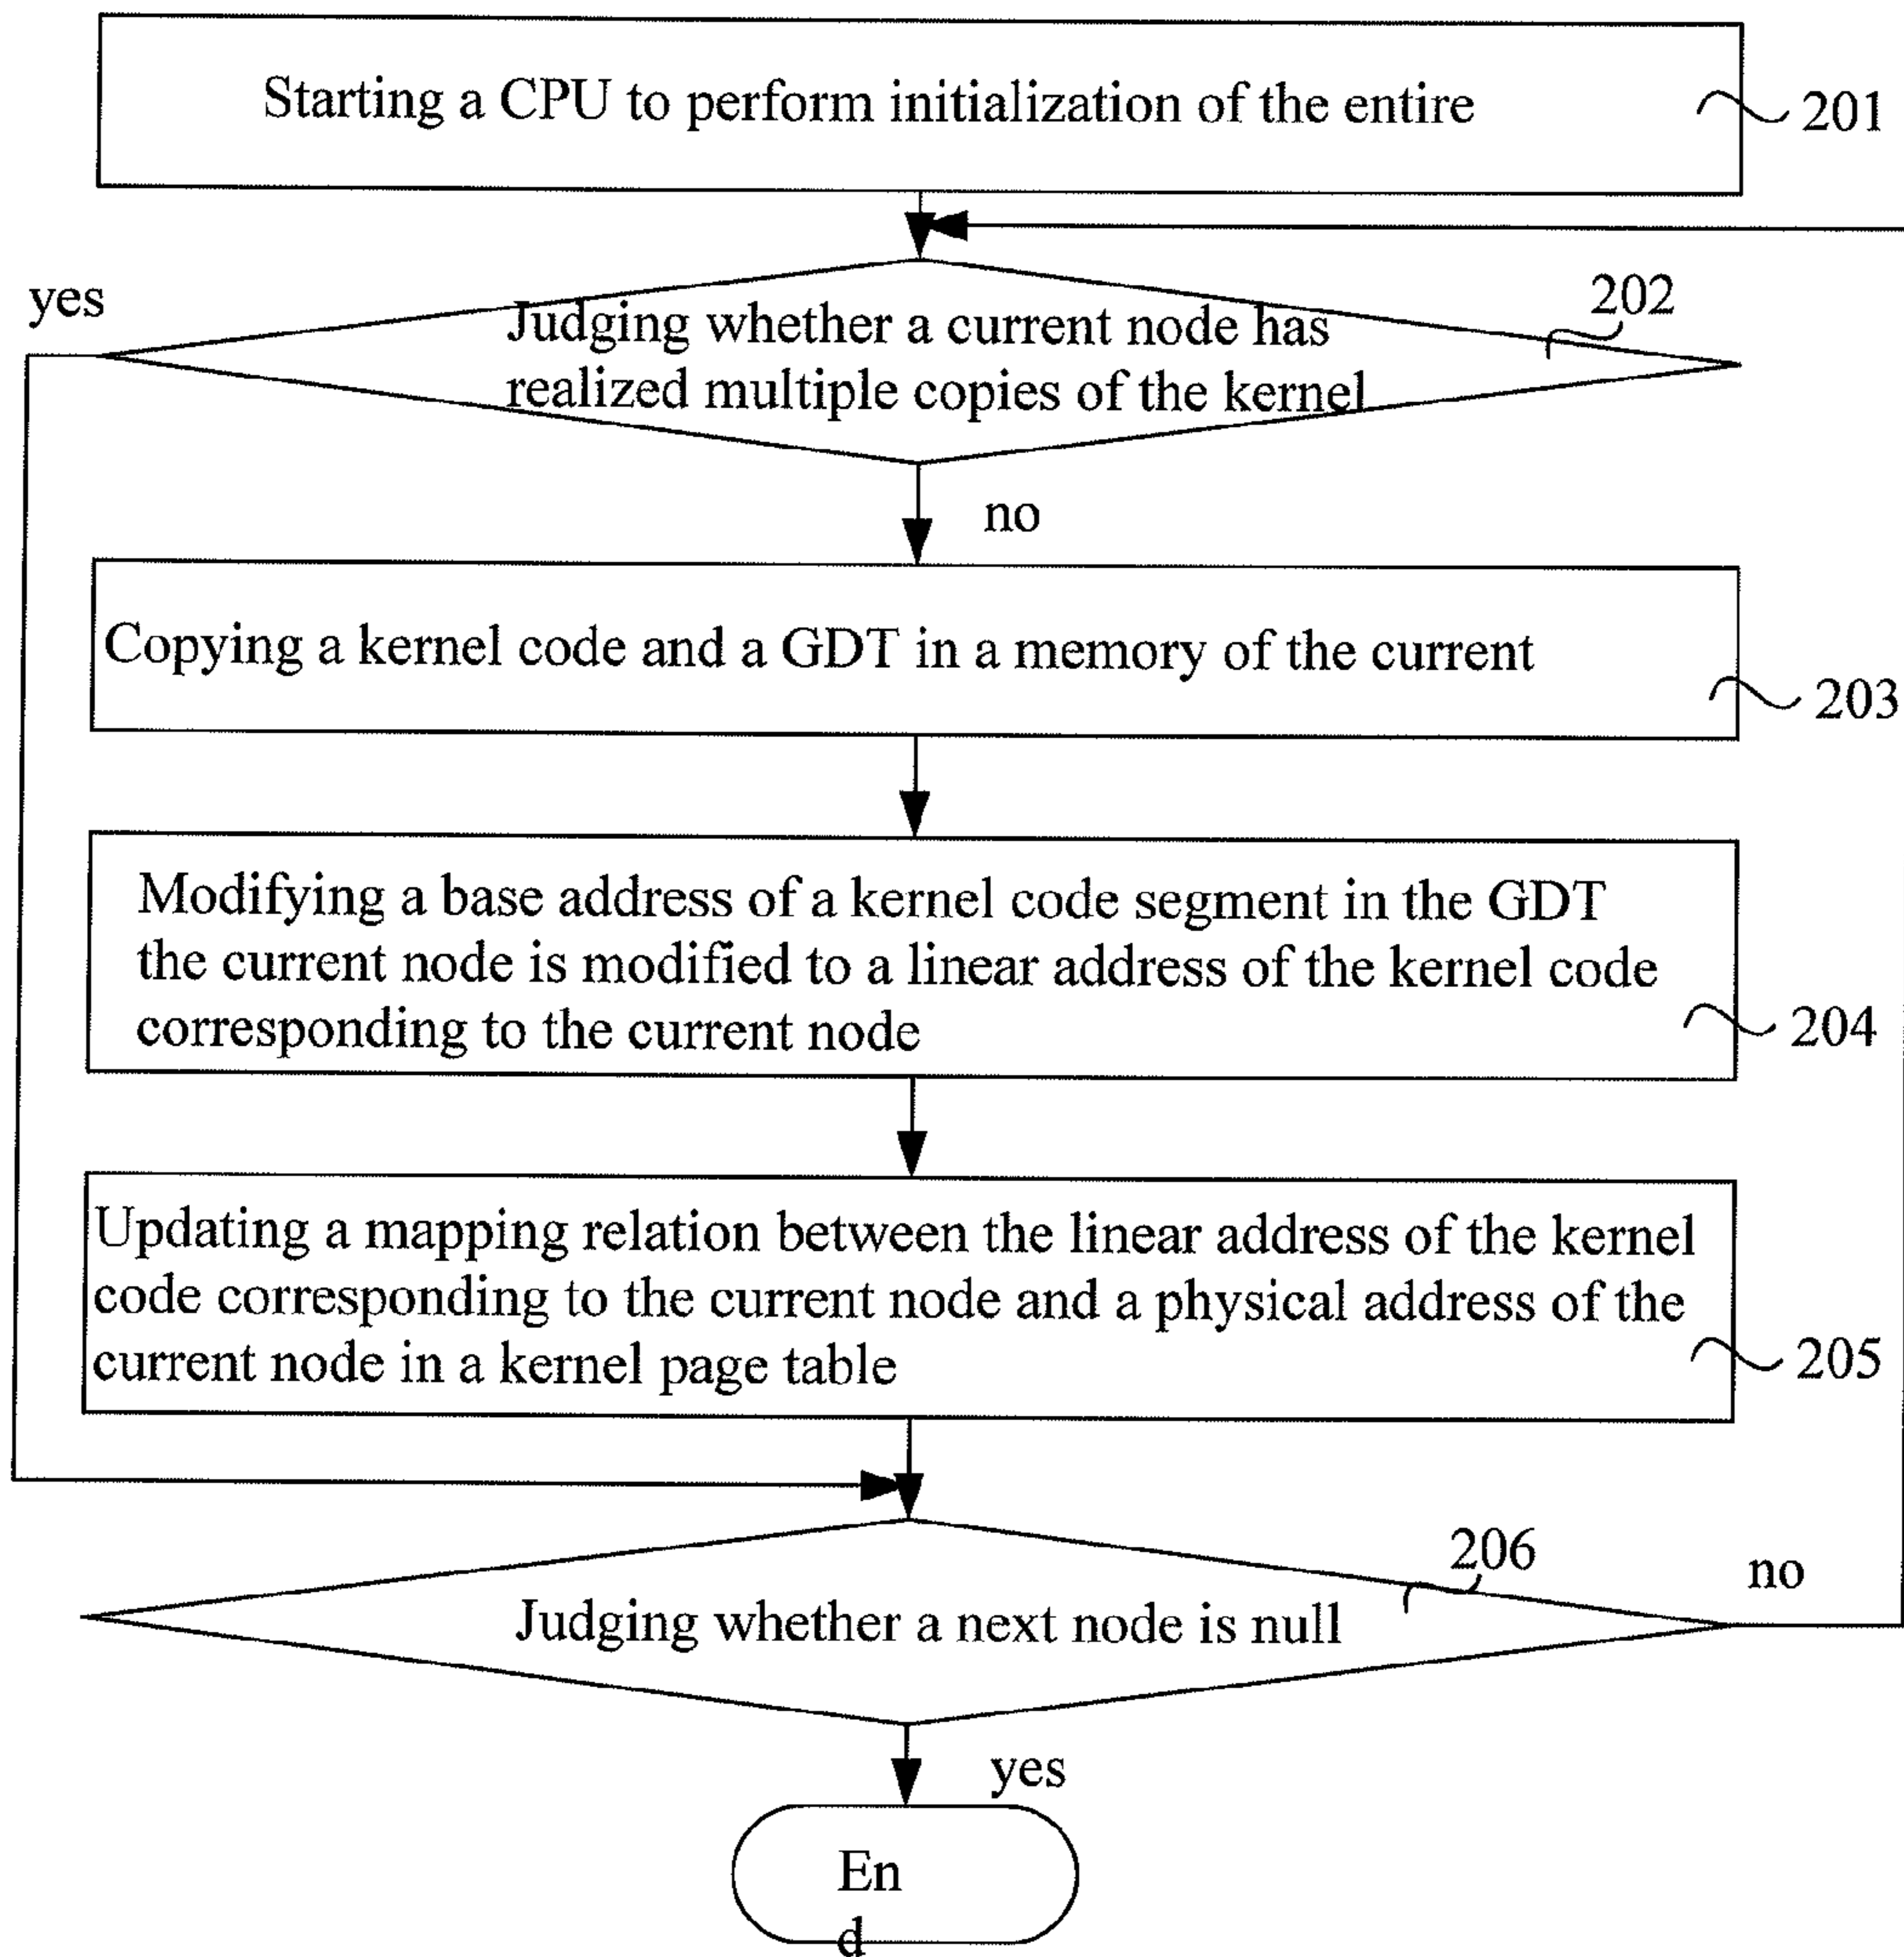 Starting a CPU to perform initialization of the entire
201
yes
202
Judging whether a current node has
realized multiple copies of the kernel
no
Copying a kernel code and a GDT in a memory of the current
203
Modifying a base address of a kernel code segment in the GDT
the current node is modified to a linear address of the kernel code
corresponding to the current node
204
Updating a mapping relation between the linear address of the kernel
code corresponding to the current node and a physical address of the
current node in a kernel page table
205
206
no
Judging whether a next node is null
yes
En
d